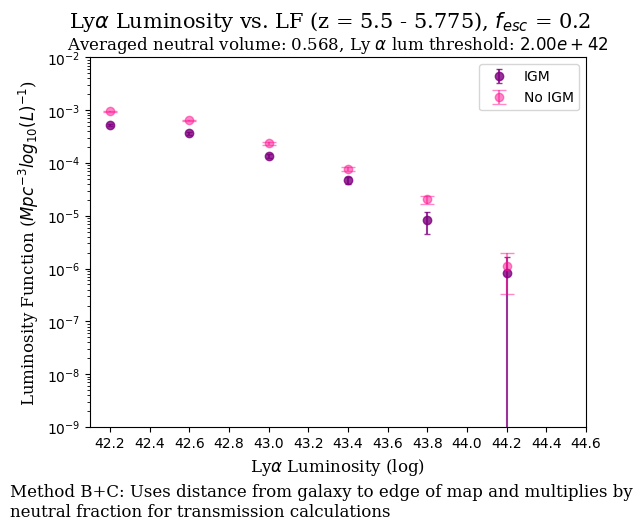 Lyα Luminosity vs. LF (z = 5.5 - 5.775), f_esc = 0.2
Averaged neutral volume: 0.568, Ly α lum threshold: 2.00e + 42
Luminosity Function (Mpc⁻³log₁₀(L)⁻¹)
10⁻²
10⁻³
10⁻⁴
10⁻⁵
10⁻⁶
10⁻⁷
10⁻⁸
10⁻⁹
IGM
No IGM
42.2 42.4 42.6 42.8 43.0 43.2 43.4 43.6 43.8 44.0 44.2 44.4 44.6
Lyα Luminosity (log)
Method B+C: Uses distance from galaxy to edge of map and multiplies by
neutral fraction for transmission calculations